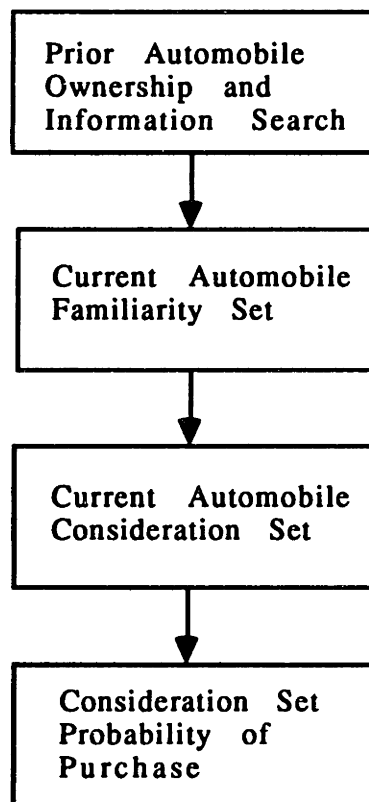 Prior Automobile
Ownership and
Information Search
Current Automobile
Familiarity Set
Current Automobile
Consideration Set
Consideration Set
Probability of
Purchase